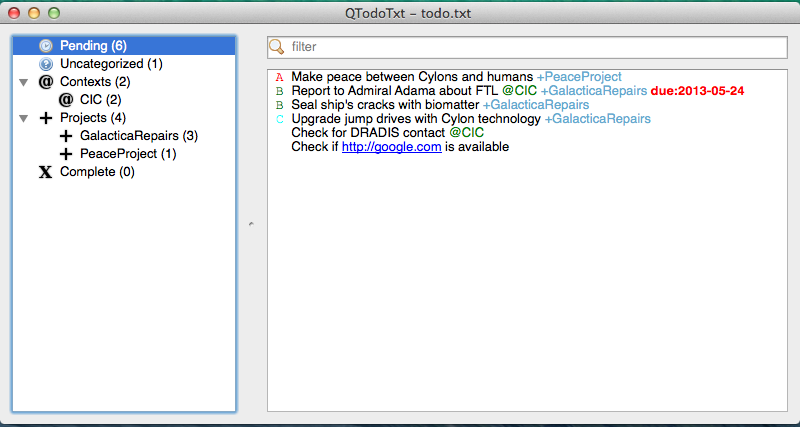 QTodoTxt – todo.txt
Pending (6)
Uncategorized (1)
@ Contexts (2)
@ CIC (2)
+ Projects (4)
+ GalacticaRepairs (3)
+ PeaceProject (1)
X Complete (0)
filter
A Make peace between Cylons and humans +PeaceProject
B Report to Admiral Adama about FTL @CIC +GalacticaRepairs due:2013-05-24
B Seal ship's cracks with biomatter +GalacticaRepairs
C Upgrade jump drives with Cylon technology +GalacticaRepairs
Check for DRADIS contact @CIC
Check if http://google.com is available